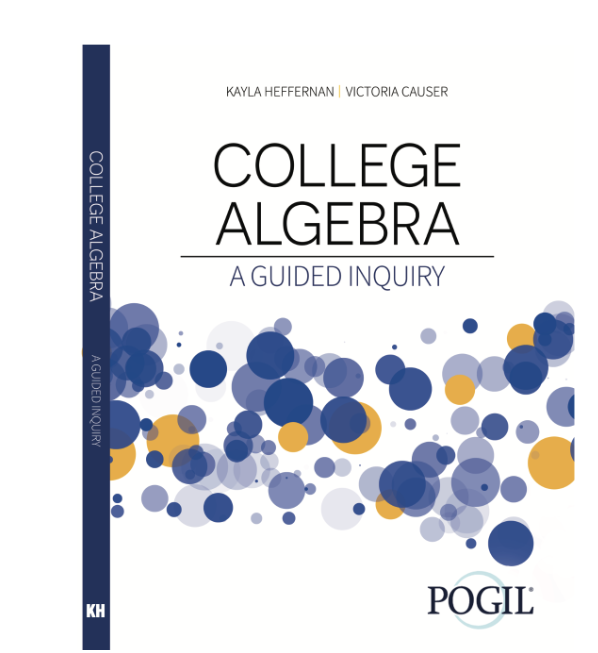 KAYLA HEFFERNAN | VICTORIA CAUSER
COLLEGE
ALGEBRA
A GUIDED INQUIRY
COLLEGE ALGEBRA
A GUIDED INQUIRY
KH
POGIL®